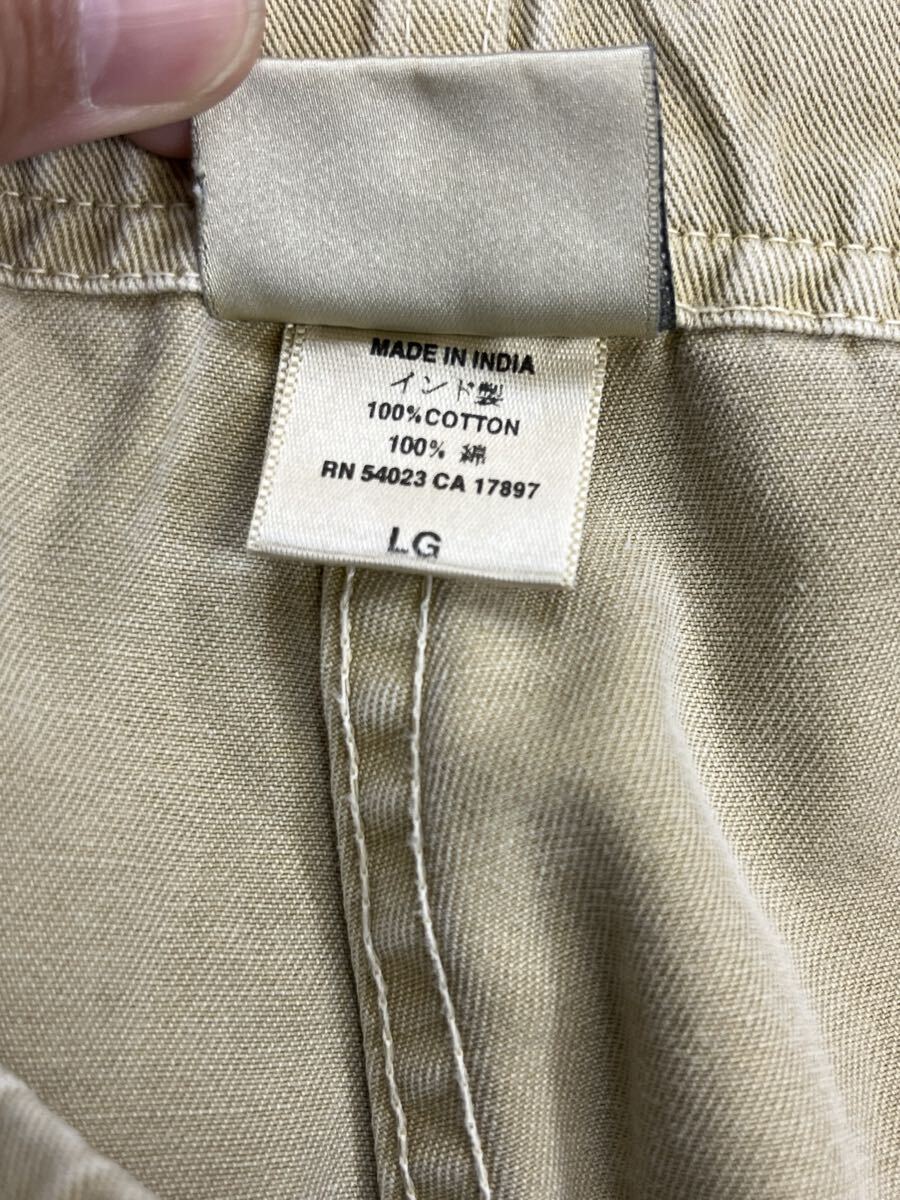 MADE IN INDIA
インド製
100%COTTON
100% 綿
RN 54023 CA 17897
LG